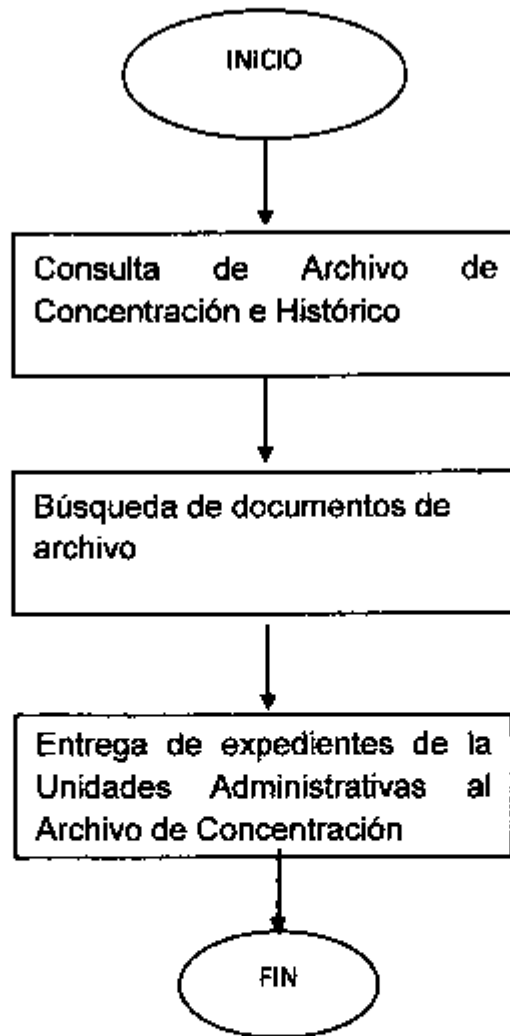 INICIO
Consulta de Archivo de
Concentración e Histórico
Búsqueda de documentos de
archivo
Entrega de expedientes de la
Unidades Administrativas al
Archivo de Concentración
FIN